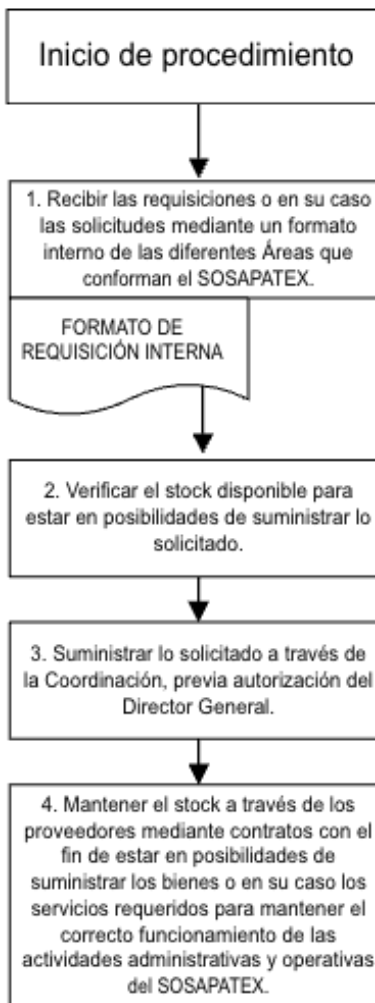 Inicio de procedimiento
1. Recibir las requisiciones o en su caso
las solicitudes mediante un formato
interno de las diferentes Áreas que
conforman el SOSAPATEX.
FORMATO DE
REQUISICIÓN INTERNA
2. Verificar el stock disponible para
estar en posibilidades de suministrar lo
solicitado.
3. Suministrar lo solicitado a través de
la Coordinación, previa autorización del
Director General.
4. Mantener el stock a través de los
proveedores mediante contratos con el
fin de estar en posibilidades de
suministrar los bienes o en su caso los
servicios requeridos para mantener el
correcto funcionamiento de las
actividades administrativas y operativas
del SOSAPATEX.